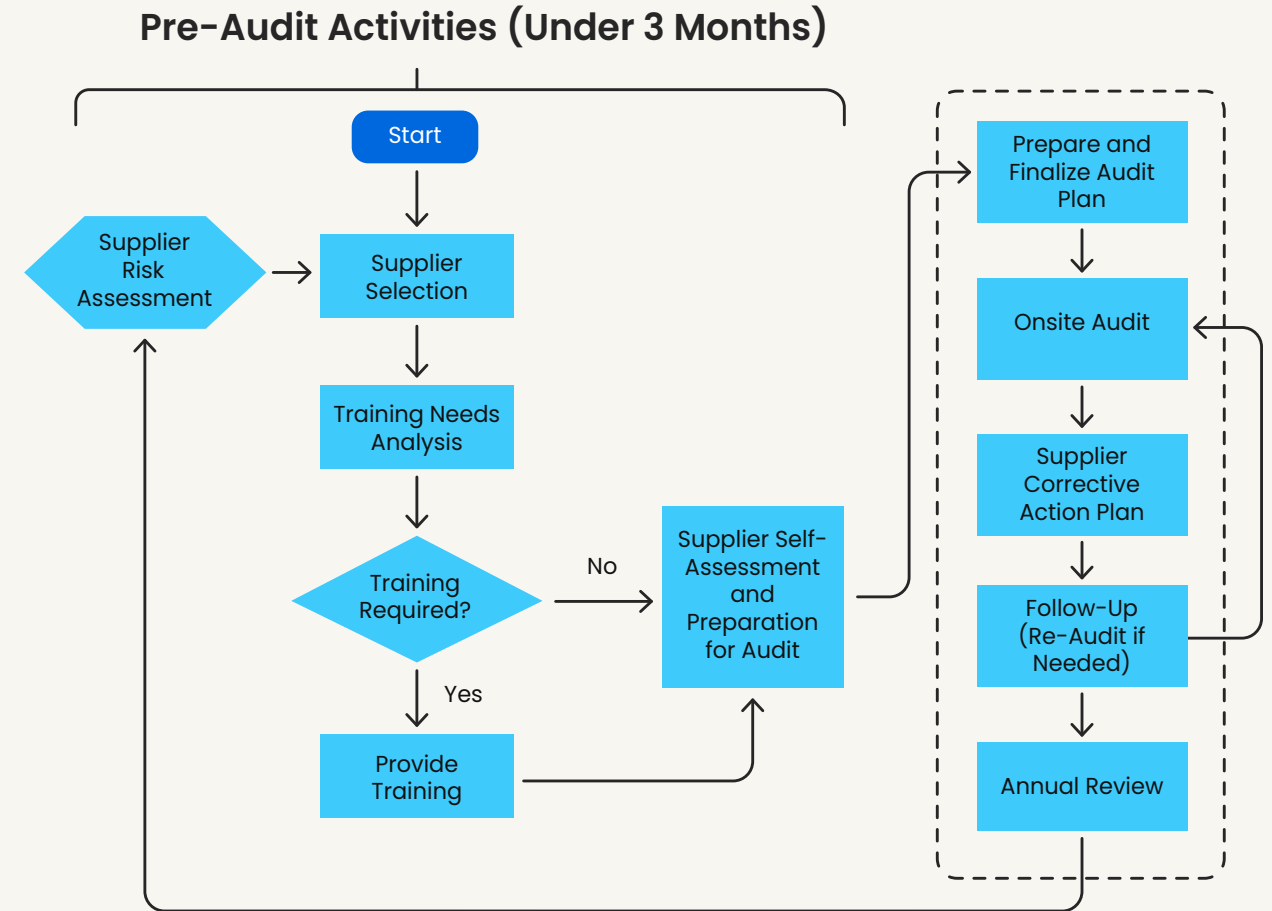 Pre-Audit Activities (Under 3 Months)
Start
Supplier
Risk
Assessment
Supplier
Selection
Training Needs
Analysis
Training
Required?
No
Yes
Provide
Training
Supplier Self-
Assessment
and
Preparation
for Audit
Prepare and
Finalize Audit
Plan
Onsite Audit
Supplier
Corrective
Action Plan
Follow-Up
(Re-Audit if
Needed)
Annual Review